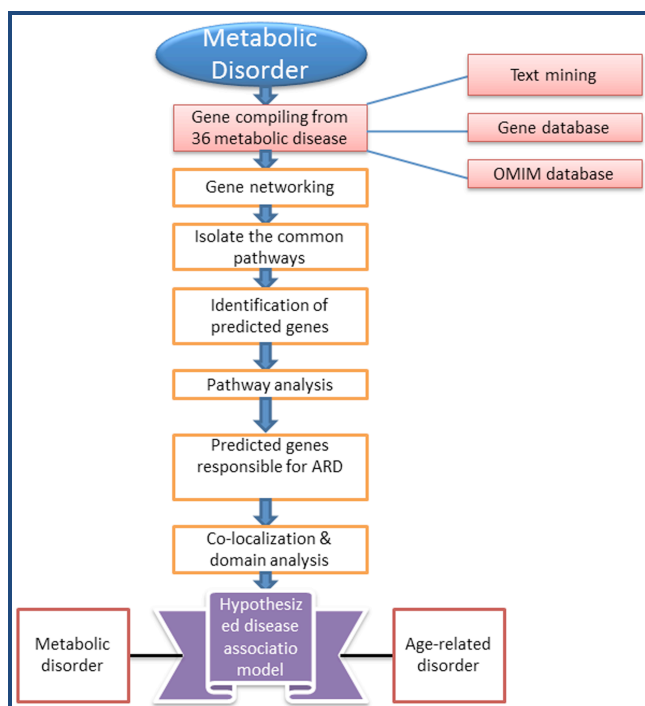 Metabolic
Disorder
Text mining
Gene compiling from
36 metabolic disease
Gene database
OMIM database
Gene networking
Isolate the common
pathways
Identification of
predicted genes
Pathway analysis
Predicted genes
responsible for ARD
Co-localization &
domain analysis
Hypothesiz
ed disease
associatio
model
Metabolic
disorder
Age-related
disorder